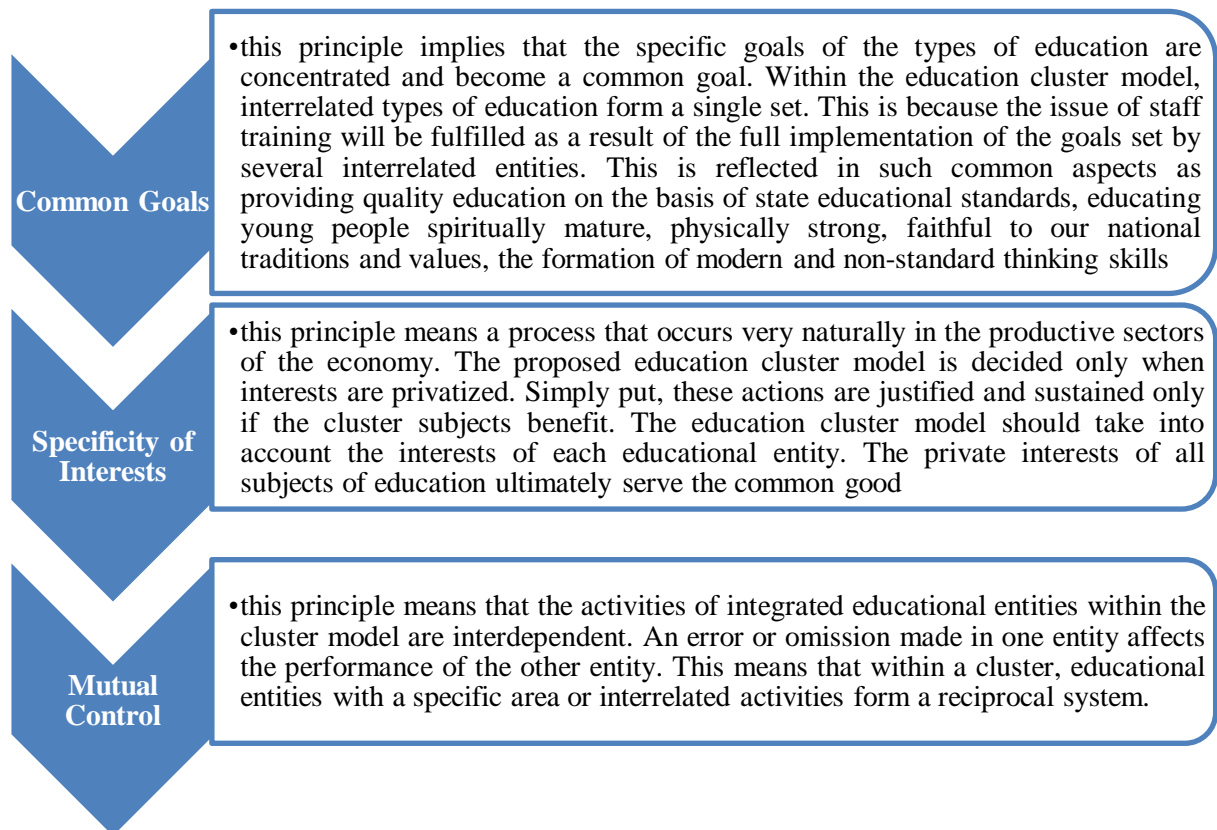 Common Goals
•this principle implies that the specific goals of the types of education are
concentrated and become a common goal. Within the education cluster model,
interrelated types of education form a single set. This is because the issue of staff
training will be fulfilled as a result of the full implementation of the goals set by
several interrelated entities. This is reflected in such common aspects as
providing quality education on the basis of state educational standards, educating
young people spiritually mature, physically strong, faithful to our national
traditions and values, the formation of modern and non-standard thinking skills
Specificity of
Interests
•this principle means a process that occurs very naturally in the productive sectors
of the economy. The proposed education cluster model is decided only when
interests are privatized. Simply put, these actions are justified and sustained only
if the cluster subjects benefit. The education cluster model should take into
account the interests of each educational entity. The private interests of all
subjects of education ultimately serve the common good
Mutual
Control
•this principle means that the activities of integrated educational entities within the
cluster model are interdependent. An error or omission made in one entity affects
the performance of the other entity. This means that within a cluster, educational
entities with a specific area or interrelated activities form a reciprocal system.